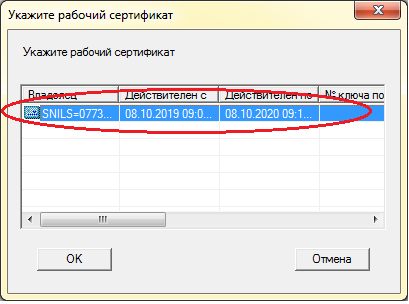 Укажите рабочий сертификат
Укажите рабочий сертификат
Владелец Действителен с Действителен по № ключа по
SNILS=0773... 08.10.2019 09:0... 08.10.2020 09:1...
OK Отмена